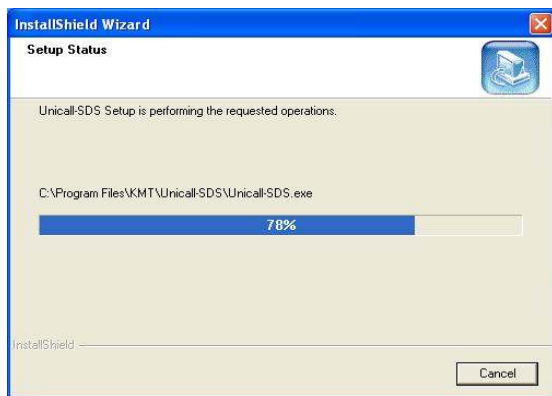 InstallShield Wizard
Setup Status
Unicall-SDS Setup is performing the requested operations.
C:\Program Files\KMT\Unicall-SDS\Unicall-SDS.exe
78%
InstallShield
Cancel